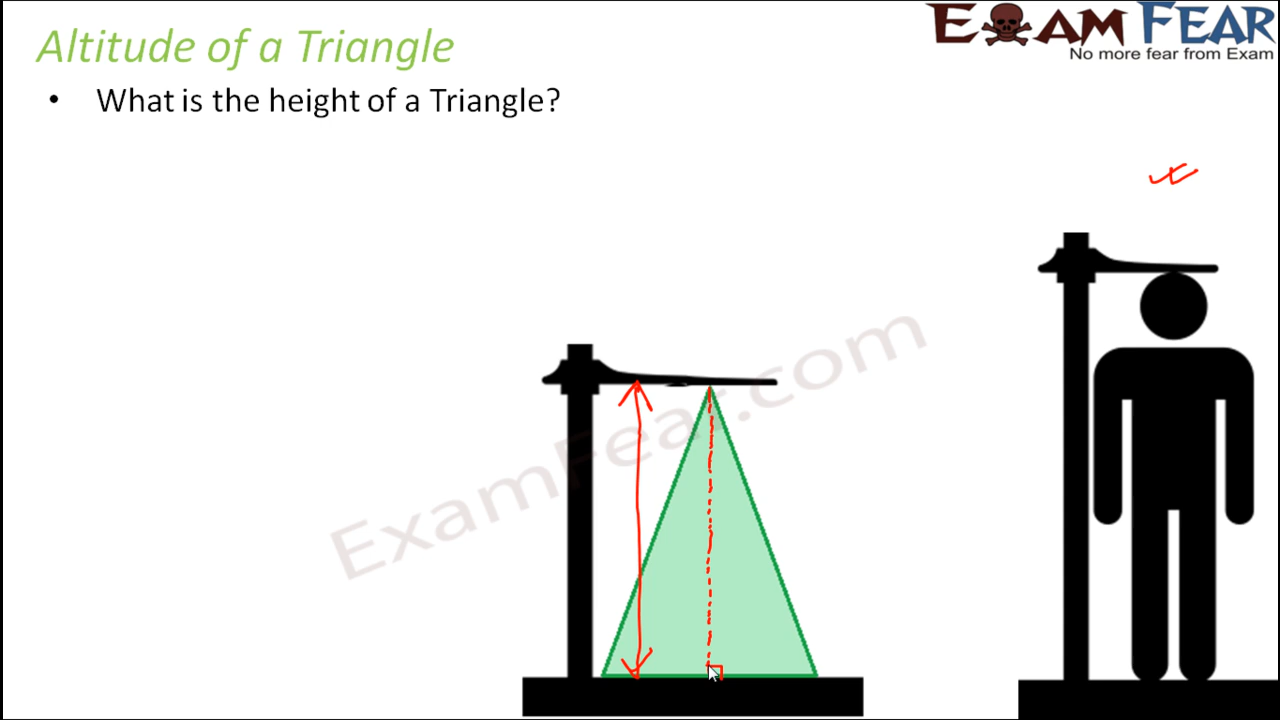 Altitude of a Triangle
EXAM FEAR
No more fear from Exam
• What is the height of a Triangle?
ExamFear.com